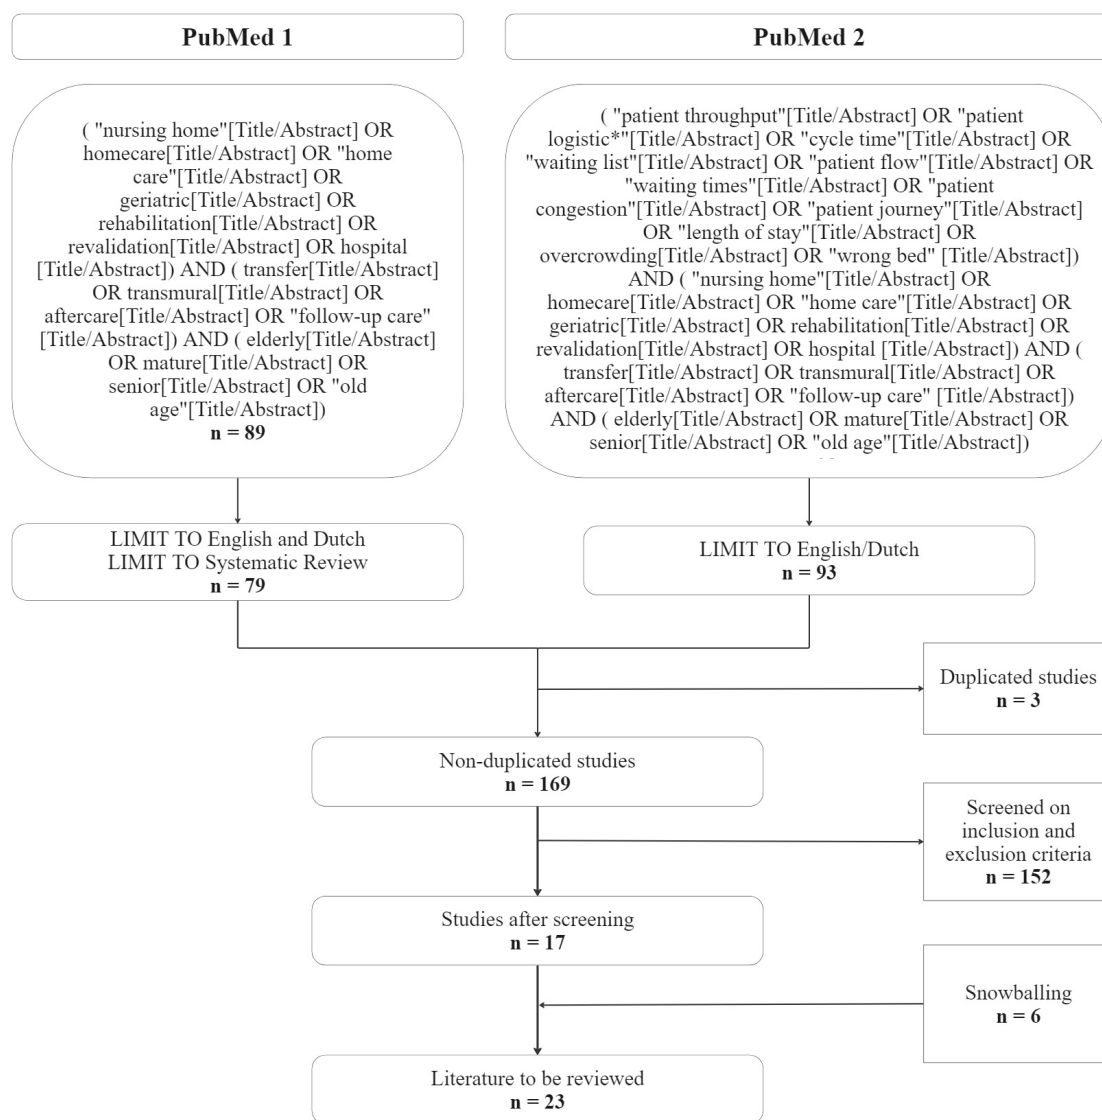 PubMed 1
PubMed 2
( "nursing home"[Title/Abstract] OR
homecare[Title/Abstract] OR "home
care"[Title/Abstract] OR
geriatric[Title/Abstract] OR
rehabilitation[Title/Abstract] OR
revalidation[Title/Abstract] OR hospital
[Title/Abstract]) AND ( transfer[Title/Abstract]
OR transmural[Title/Abstract] OR
aftercare[Title/Abstract] OR "follow-up care"
[Title/Abstract]) AND ( elderly[Title/Abstract]
OR mature[Title/Abstract] OR
senior[Title/Abstract] OR "old
age"[Title/Abstract])
n = 89
( "patient throughput"[Title/Abstract] OR "patient
logistic*"[Title/Abstract] OR "cycle time"[Title/Abstract] OR
"waiting list"[Title/Abstract] OR "patient flow"[Title/Abstract] OR
"waiting times"[Title/Abstract] OR "patient
congestion"[Title/Abstract] OR "patient journey"[Title/Abstract]
OR "length of stay"[Title/Abstract] OR
overcrowding[Title/Abstract] OR "wrong bed" [Title/Abstract])
AND ( "nursing home"[Title/Abstract] OR
homecare[Title/Abstract] OR "home care"[Title/Abstract] OR
geriatric[Title/Abstract] OR rehabilitation[Title/Abstract] OR
revalidation[Title/Abstract] OR hospital [Title/Abstract]) AND (
transfer[Title/Abstract] OR transmural[Title/Abstract] OR
aftercare[Title/Abstract] OR "follow-up care" [Title/Abstract])
AND ( elderly[Title/Abstract] OR mature[Title/Abstract] OR
senior[Title/Abstract] OR "old age"[Title/Abstract])
LIMIT TO English and Dutch
LIMIT TO Systematic Review
n = 79
LIMIT TO English/Dutch
n = 93
Duplicated studies
n = 3
Non-duplicated studies
n = 169
Screened on
inclusion and
exclusion criteria
n = 152
Studies after screening
n = 17
Snowballing
n = 6
Literature to be reviewed
n = 23